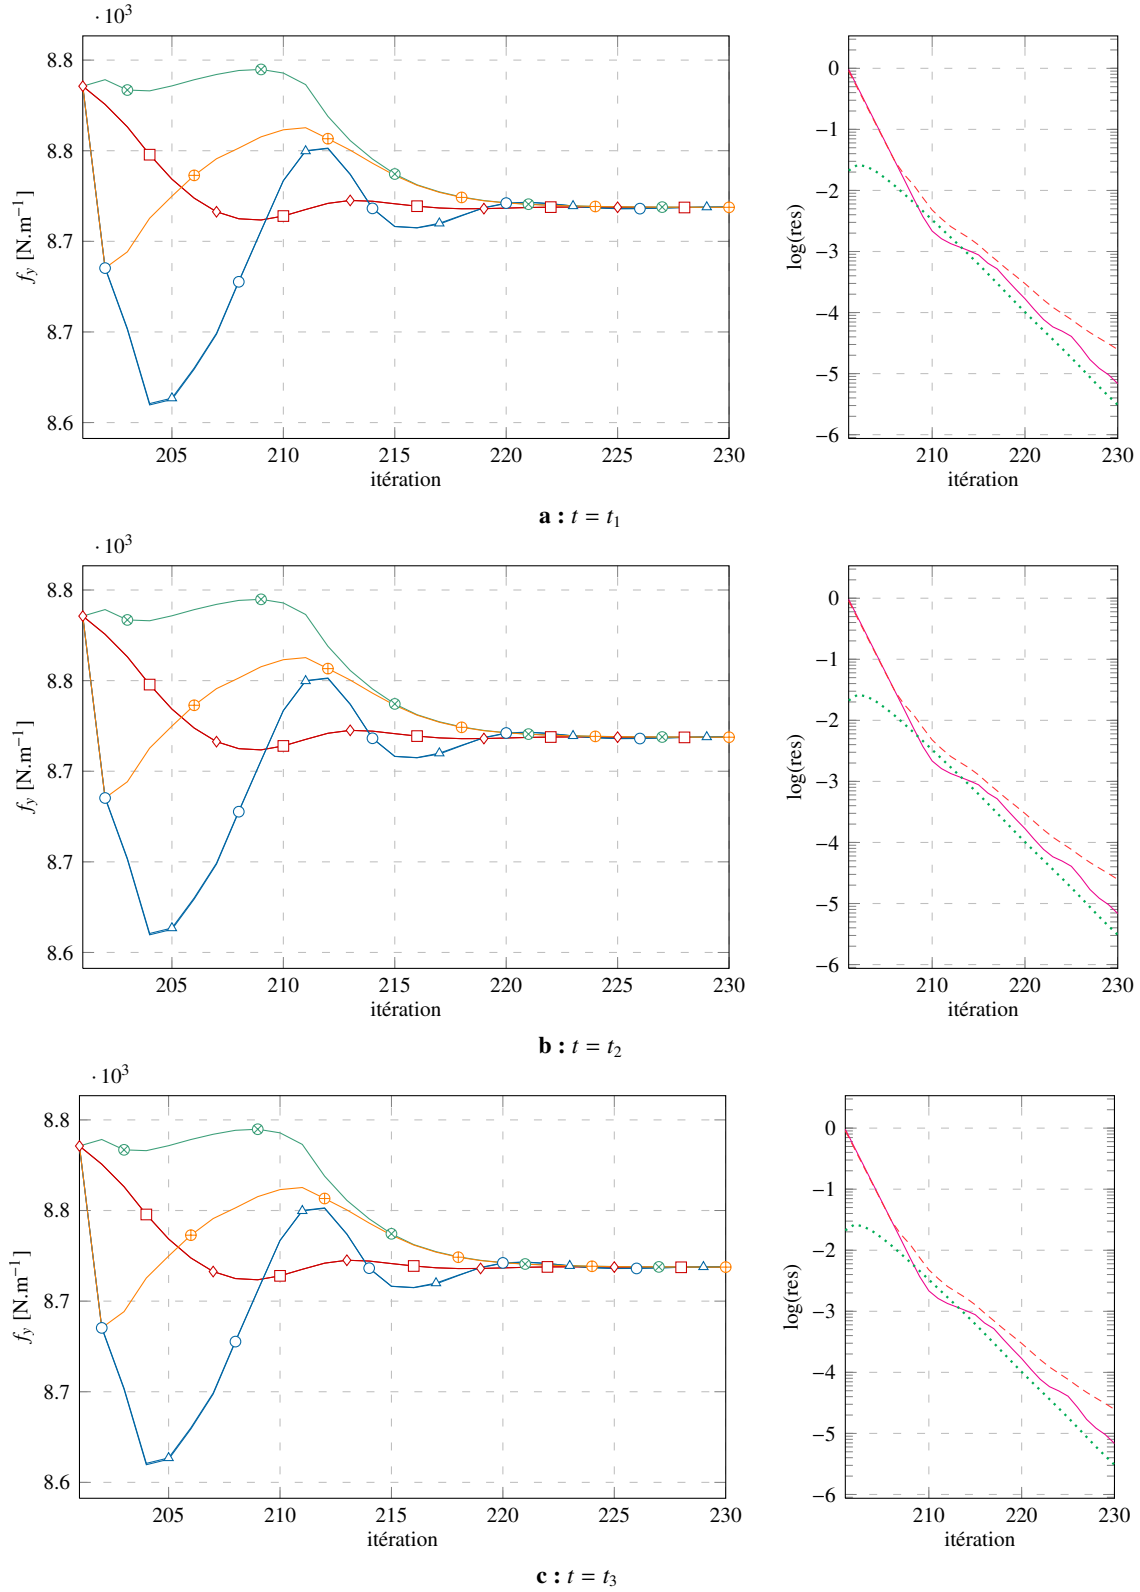 · 10³
8.8
8.8
8.7
8.7
8.6
f_y [N.m⁻¹]
205 210 215 220 225 230
itération
0
−1
−2
−3
−4
−5
−6
log(res)
210 220 230
itération
a : t = t₁
· 10³
8.8
8.8
8.7
8.7
8.6
f_y [N.m⁻¹]
205 210 215 220 225 230
itération
0
−1
−2
−3
−4
−5
−6
log(res)
210 220 230
itération
b : t = t₂
· 10³
8.8
8.8
8.7
8.7
8.6
f_y [N.m⁻¹]
205 210 215 220 225 230
itération
0
−1
−2
−3
−4
−5
−6
log(res)
210 220 230
itération
c : t = t₃